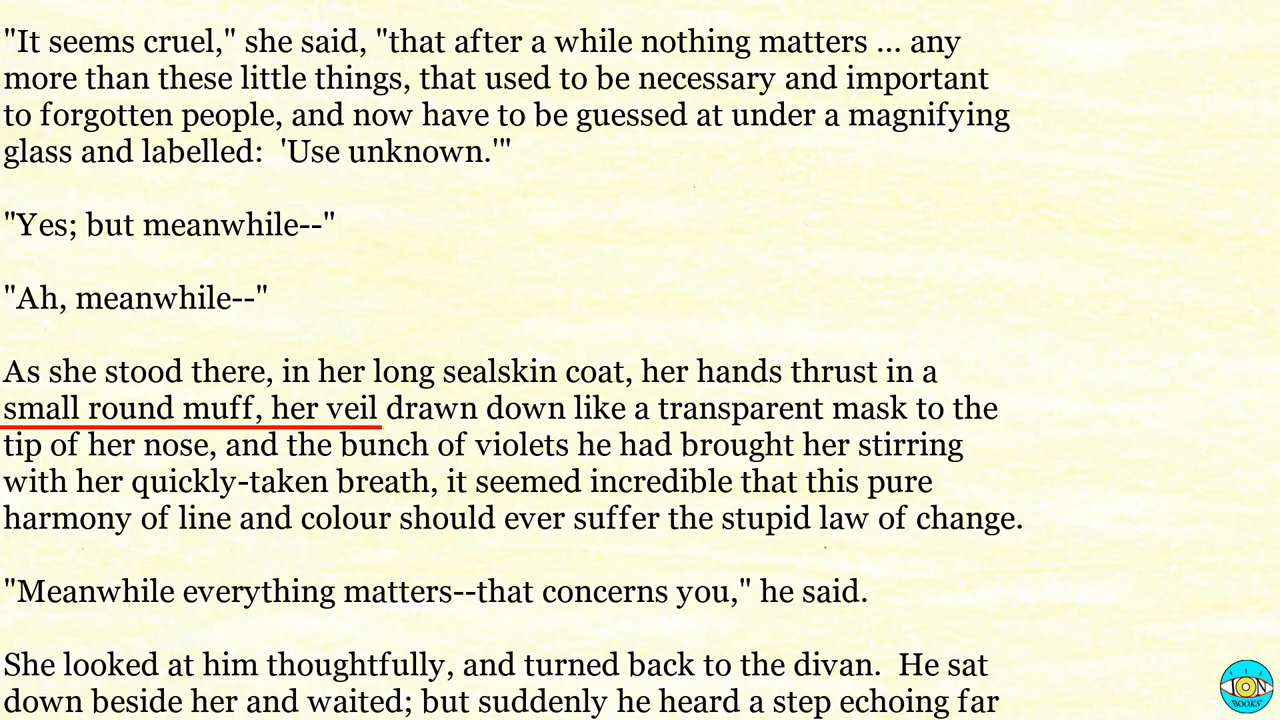 "It seems cruel," she said, "that after a while nothing matters ... any
more than these little things, that used to be necessary and important
to forgotten people, and now have to be guessed at under a magnifying
glass and labelled:  'Use unknown.'"
"Yes; but meanwhile--"
"Ah, meanwhile--"
As she stood there, in her long sealskin coat, her hands thrust in a
small round muff, her veil drawn down like a transparent mask to the
tip of her nose, and the bunch of violets he had brought her stirring
with her quickly-taken breath, it seemed incredible that this pure
harmony of line and colour should ever suffer the stupid law of change.
"Meanwhile everything matters--that concerns you," he said.
She looked at him thoughtfully, and turned back to the divan.  He sat
down beside her and waited; but suddenly he heard a step echoing far
ION
BOOKS